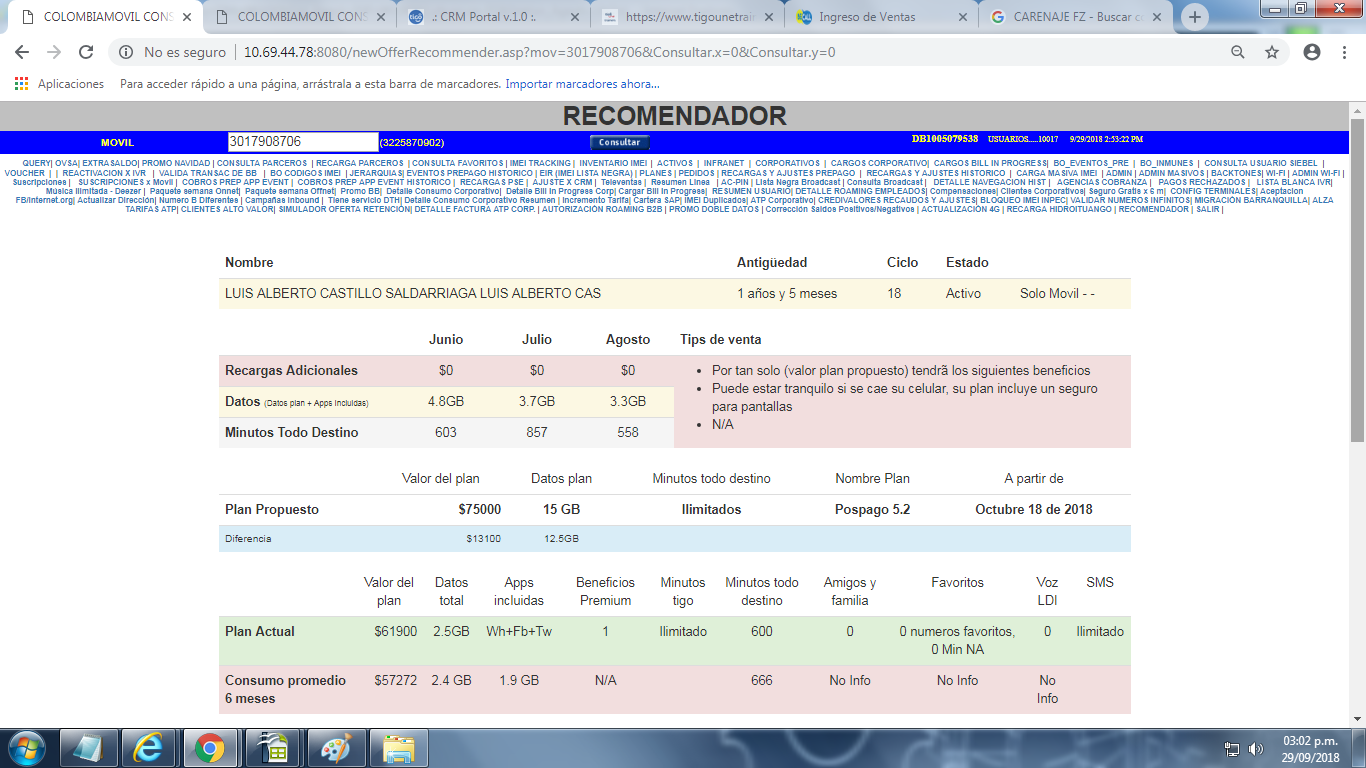 COLOMBIAMOVIL CONS
COLOMBIAMOVIL CONS
.: CRM Portal v.1.0 :.
https://www.tigounetrain
Ingreso de Ventas
CARENAJE FZ - Buscar c
No es seguro | 10.69.44.78:8080/newOfferRecommender.asp?mov=3017908706&Consultar.x=0&Consultar.y=0
Aplicaciones Para acceder rápido a una página, arrástrala a esta barra de marcadores. Importar marcadores ahora...
RECOMENDADOR
MOVIL 3017908706 (3225870902) Consultar DB1005079538 USUARIOS.....10017 9/29/2018 2:53:22 PM
QUERY| OVSA| EXTRASALDO| PROMO NAVIDAD | CONSULTA PARCEROS | RECARGA PARCEROS | CONSULTA FAVORITOS | IMEI TRACKING | INVENTARIO IMEI | ACTIVOS | INFRANET | CORPORATIVOS | CARGOS CORPORATIVO| CARGOS BILL IN PROGRESS| BO_EVENTOS_PRE | BO_INMUNES | CONSULTA USUARIO SIEBEL |
VOUCHER | | REACTIVACION X IVR | VALIDA TRANSAC DE BB | BO CODIGOS IMEI | JERARQUIAS| EVENTOS PREPAGO HISTORICO | EIR (IMEI LISTA NEGRA) | PLANES | PEDIDOS | RECARGAS Y AJUSTES PREPAGO | RECARGAS Y AJUSTES HISTORICO | CARGA MASIVA IMEI | ADMIN | ADMIN MASIVOS | BACKTONES| WI-FI | ADMIN WI-FI |
Suscripciones | SUSCRIPCIONES x Movil | COBROS PREP APP EVENT | COBROS PREP APP EVENT HISTORICO | RECARGAS PSE | AJUSTE X CRM | Televentas | Resumen Linea | AC-PIN | Lista Negra Broadcast | Consulta Broadcast | DETALLE NAVEGACION HIST | AGENCIAS COBRANZA | PAGOS RECHAZADOS | LISTA BLANCA IVR|
Musica Ilimitada - Deezer | Paquete semana Onnet| Paquete semana Offnet| Promo BB| Detalle Consumo Corporativo| Detalle Bill In Progress Corp| Cargar Bill In Progress| RESUMEN USUARIO| DETALLE ROAMING EMPLEADOS| Compensaciones| Clientes Corporativos| Seguro Gratis x 6 m| CONFIG TERMINALES| Aceptacion
FB/Internet.org| Actualizar Dirección| Numero B Diferentes | Campañas Inbound | Tiene servicio DTH| Detalle Consumo Corporativo Resumen | Incremento Tarifa| Cartera SAP| IMEI Duplicados| ATP Corporativo| CREDIVALORES RECAUDOS Y AJUSTES| BLOQUEO IMEI INPEC| VALIDAR NUMEROS INFINITOS| MIGRACIÓN BARRANQUILLA| ALZA
TARIFAS ATP| CLIENTES ALTO VALOR| SIMULADOR OFERTA RETENCIÓN| DETALLE FACTURA ATP CORP. | AUTORIZACIÓN ROAMING B2B | PROMO DOBLE DATOS | Corrección Saldos Positivos/Negativos | ACTUALIZACIÓN 4G | RECARGA HIDROITUANGO | RECOMENDADOR | SALIR |
Nombre Antigüedad Ciclo Estado
LUIS ALBERTO CASTILLO SALDARRIAGA LUIS ALBERTO CAS 1 años y 5 meses 18 Activo Solo Movil - -
Junio Julio Agosto Tips de venta
Recargas Adicionales $0 $0 $0
Datos (Datos plan + Apps incluidas) 4.8GB 3.7GB 3.3GB
Minutos Todo Destino 603 857 558
• Por tan solo (valor plan propuesto) tendrã los siguientes beneficios
• Puede estar tranquilo si se cae su celular, su plan incluye un seguro
para pantallas
• N/A
Valor del plan Datos plan Minutos todo destino Nombre Plan A partir de
Plan Propuesto $75000 15 GB Ilimitados Pospago 5.2 Octubre 18 de 2018
Diferencia $13100 12.5GB
Valor del Datos Apps Beneficios Minutos Minutos todo Amigos y Favoritos Voz SMS
plan total incluidas Premium tigo destino familia LDI
Plan Actual $61900 2.5GB Wh+Fb+Tw 1 Ilimitado 600 0 0 numeros favoritos, 0 Ilimitado
0 Min NA
Consumo promedio $57272 2.4 GB 1.9 GB N/A 666 No Info No Info No
6 meses Info
03:02 p.m.
29/09/2018